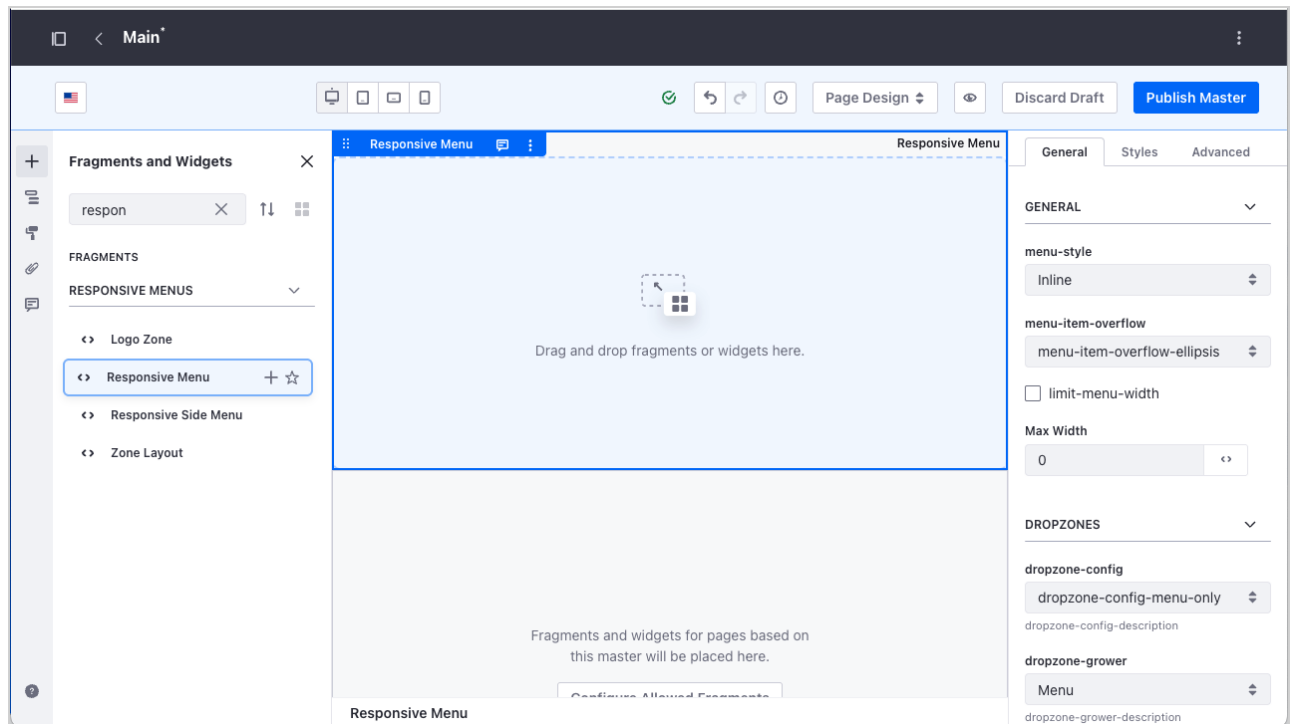 Main*
Page Design
Discard Draft
Publish Master
Fragments and Widgets
respon
FRAGMENTS
RESPONSIVE MENUS
Logo Zone
Responsive Menu
Responsive Side Menu
Zone Layout
Responsive Menu
Responsive Menu
Drag and drop fragments or widgets here.
Fragments and widgets for pages based on
this master will be placed here.
Configure Allowed Fragments
Responsive Menu
General Styles Advanced
GENERAL
menu-style
Inline
menu-item-overflow
menu-item-overflow-ellipsis
limit-menu-width
Max Width
0
DROPZONES
dropzone-config
dropzone-config-menu-only
dropzone-config-description
dropzone-grower
Menu
dropzone-grower-description